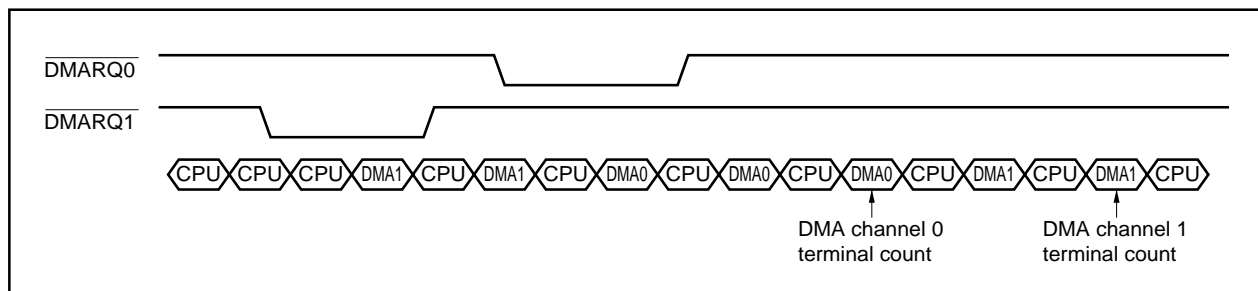 DMARQ0
DMARQ1
CPU CPU CPU DMA1 CPU DMA1 CPU DMA0 CPU DMA0 CPU DMA0 CPU DMA1 CPU DMA1 CPU
DMA channel 0
terminal count
DMA channel 1
terminal count